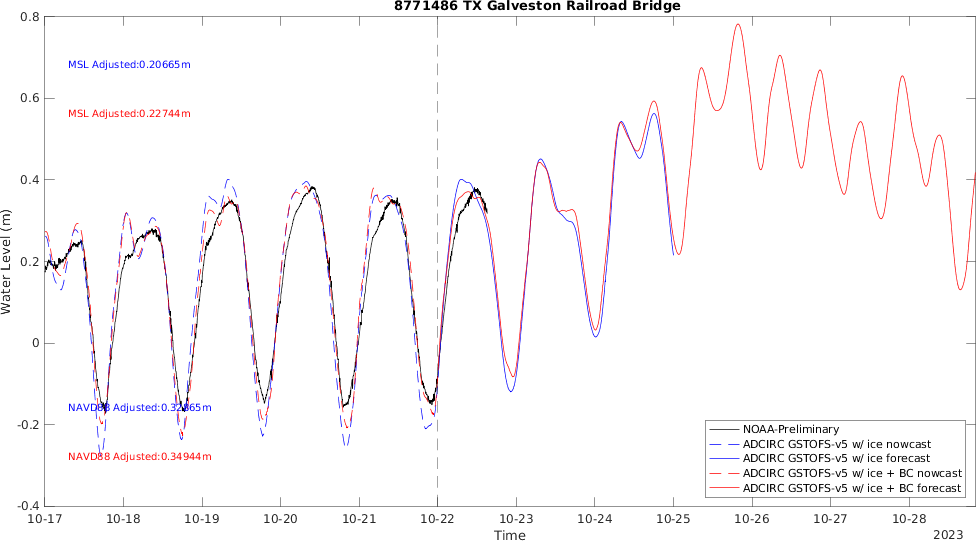 8771486 TX Galveston Railroad Bridge
0.8
0.6
0.4
0.2
0
-0.2
-0.4
Water Level (m)
MSL Adjusted:0.20665m
MSL Adjusted:0.22744m
NAVD88 Adjusted:0.32865m
NAVD88 Adjusted:0.34944m
NOAA-Preliminary
ADCIRC GSTOFS-v5 w/ ice nowcast
ADCIRC GSTOFS-v5 w/ ice forecast
ADCIRC GSTOFS-v5 w/ ice + BC nowcast
ADCIRC GSTOFS-v5 w/ ice + BC forecast
10-17 10-18 10-19 10-20 10-21 10-22 10-23 10-24 10-25 10-26 10-27 10-28
Time
2023